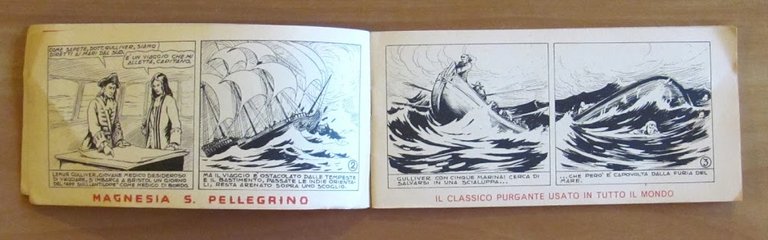 COME SAPETE, DOTT. GULLIVER, SIAMO
DIRETTI AI MARI DEL SUD.
E' UN VIAGGIO CHE MI
ALLETTA, CAPITANO.
LEMUR GULLIVER, GIOVANE MEDICO DESIDEROSO
DI VIAGGIARE, S'IMBARCA A BRISTOL UN GIORNO
DEL 1699 SULL'ANTILOPE COME MEDICO DI BORDO.
MA IL VIAGGIO E' OSTACOLATO DALLE TEMPESTE
E IL BASTIMENTO, PASSATE LE INDIE ORIENTA-
LI, RESTA ARENATO SOPRA UNO SCOGLIO.
2
MAGNESIA S. PELLEGRINO
GULLIVER CON CINQUE MARINAI CERCA DI
SALVARSI IN UNA SCIALUPPA...
...CHE PERO' E' CAPOVOLTA DALLA FURIA DEL
MARE.
3
IL CLASSICO PURGANTE USATO IN TUTTO IL MONDO